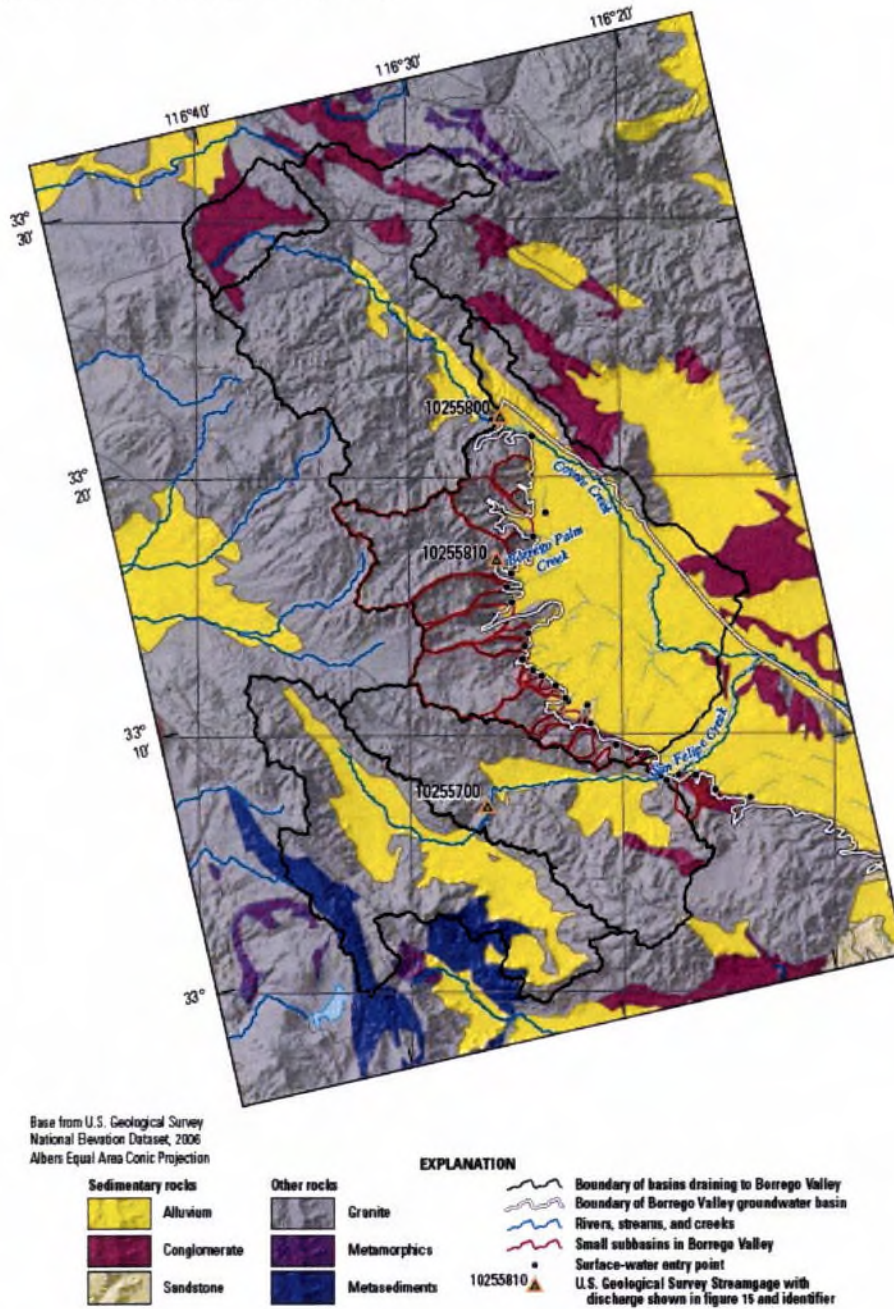 116°20'
116°30'
116°40'
33°
30'
10255800
33°
20'
Coyote Creek
10255810
Borrego Palm
Creek
33°
10'
San Felipe Creek
10255700
33°
Base from U.S. Geological Survey
National Elevation Dataset, 2006
Albers Equal Area Conic Projection
EXPLANATION
Sedimentary rocks
Alluvium
Conglomerate
Sandstone
Other rocks
Granite
Metamorphics
Metasediments
Boundary of basins draining to Borrego Valley
Boundary of Borrego Valley groundwater basin
Rivers, streams, and creeks
Small subbasins in Borrego Valley
Surface-water entry point
10255810 U.S. Geological Survey Streamgage with
discharge shown in figure 15 and identifier